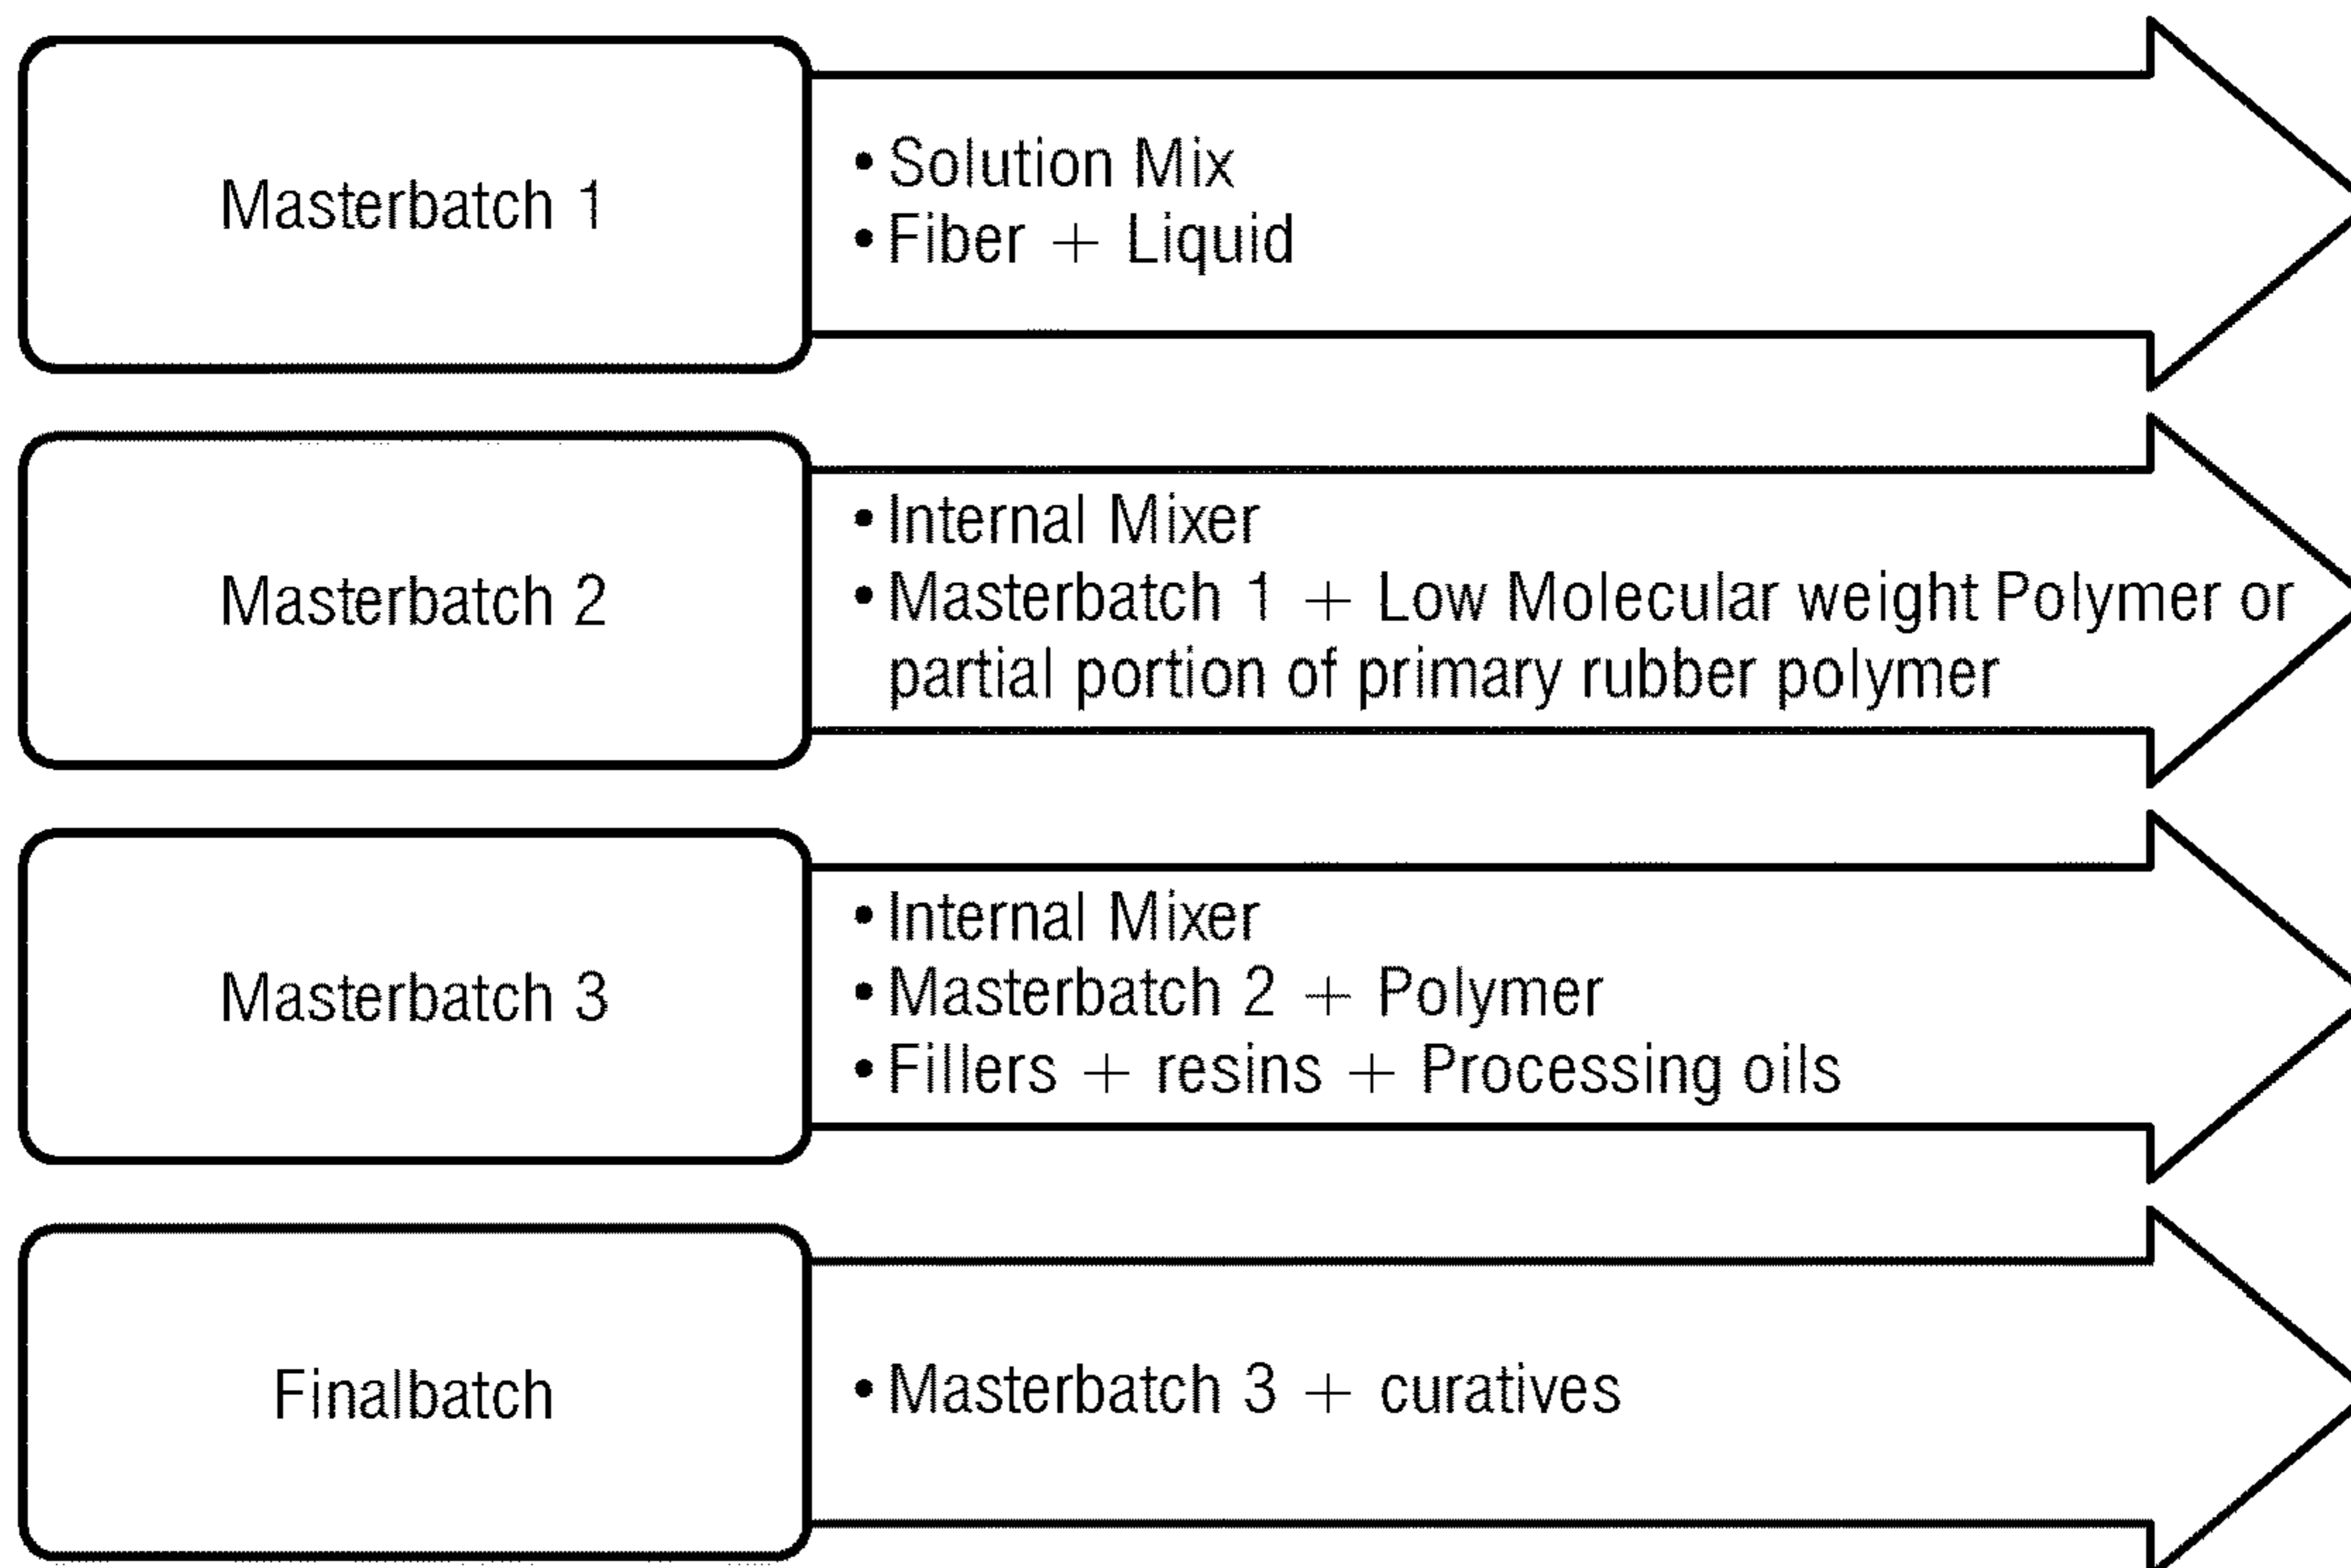 Masterbatch 1
• Solution Mix
• Fiber + Liquid
Masterbatch 2
• Internal Mixer
• Masterbatch 1 + Low Molecular weight Polymer or
partial portion of primary rubber polymer
Masterbatch 3
• Internal Mixer
• Masterbatch 2 + Polymer
• Fillers + resins + Processing oils
Finalbatch
• Masterbatch 3 + curatives